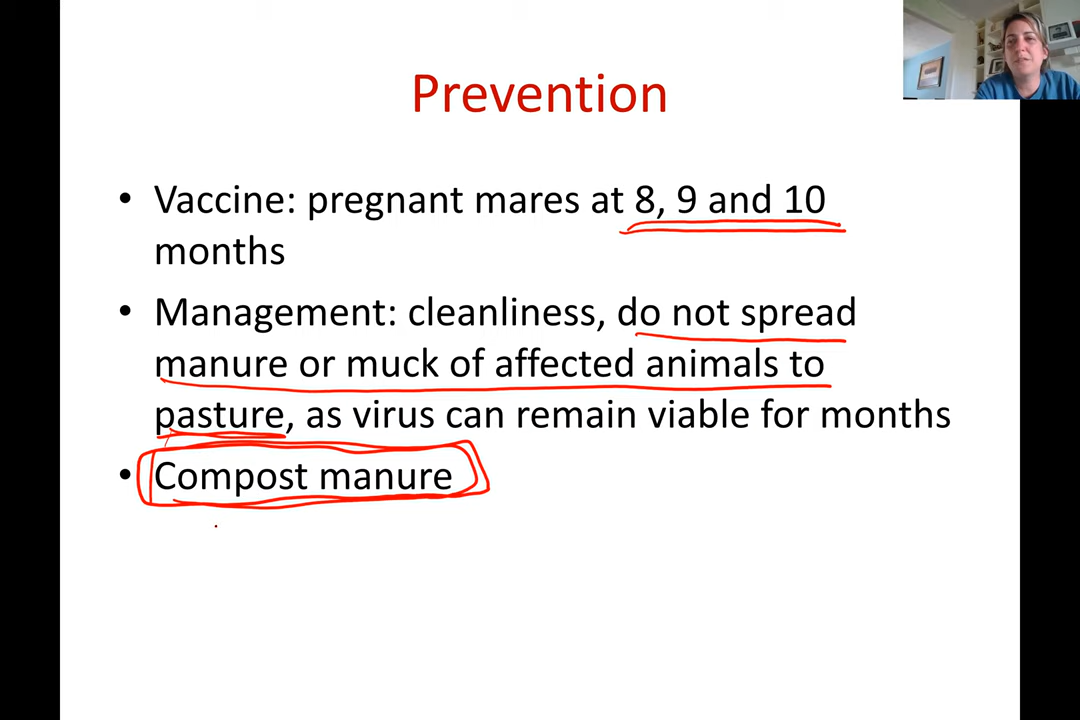 Prevention
• Vaccine: pregnant mares at 8, 9 and 10
months
• Management: cleanliness, do not spread
manure or muck of affected animals to
pasture, as virus can remain viable for months
• Compost manure